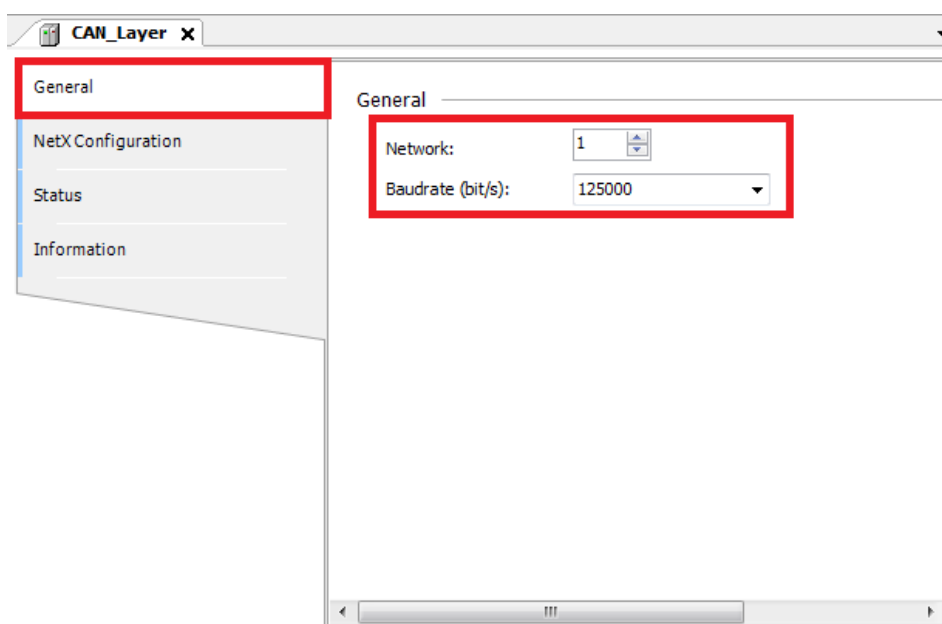 CAN_Layer X
General
NetX Configuration
Status
Information
General
Network: 1
Baudrate (bit/s): 125000